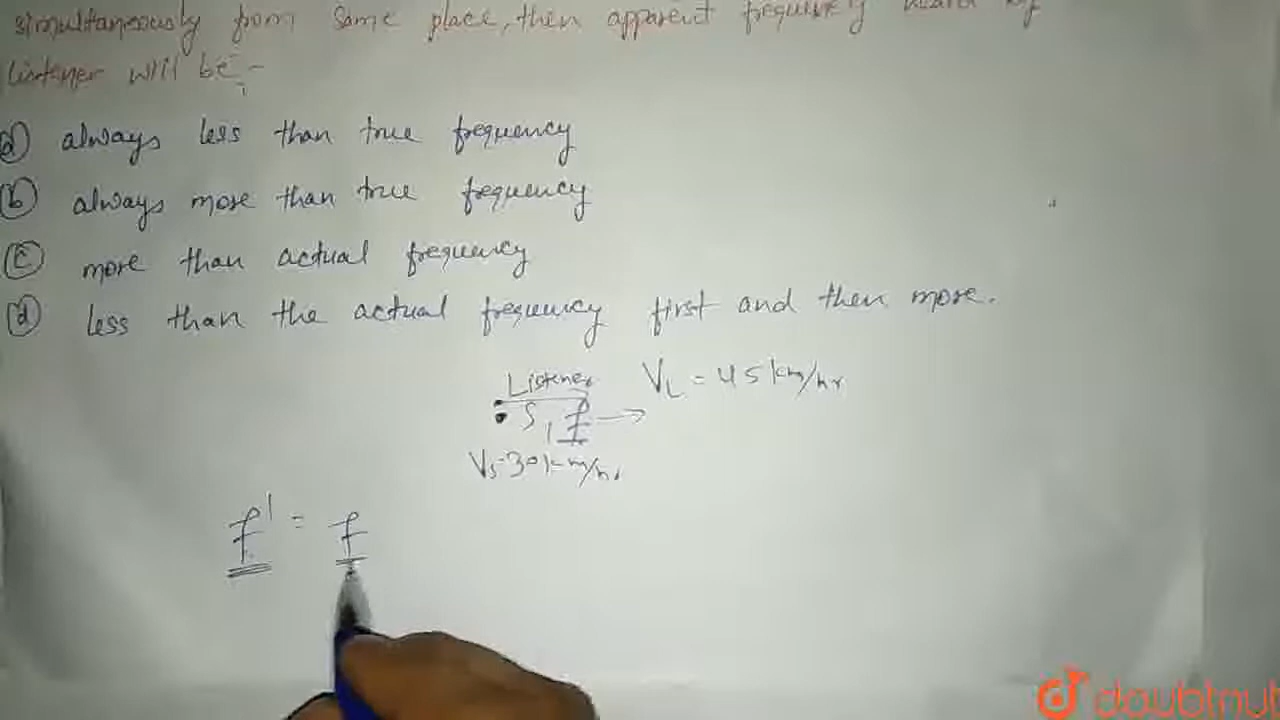 simultaneously from same place, then apparent frequency heard by
listener will be :-
(a) always less than true frequency
(b) always more than true frequency
(c) more than actual frequency
(d) less than the actual frequency first and then more.
Listener
V_L = 45 km/hr
S, f
V_s = 30 km/hr
f' = f
doubtnut